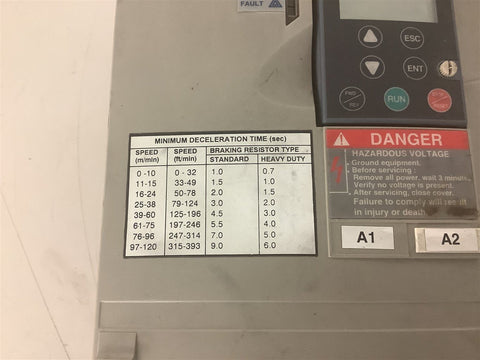 FAULT
ESC
ENT
FWD
REV
RUN
STOP
RESET
MINIMUM DECELERATION TIME (sec)
SPEED SPEED BRAKING RESISTOR TYPE
(m/min) (ft/min) STANDARD HEAVY DUTY
0 -10 0 - 32 1.0 0.7
11-15 33-49 1.5 1.0
16-24 50-78 2.0 1.5
25-38 79-124 3.0 2.0
39-60 125-196 4.5 3.0
61-75 197-246 5.5 4.0
76-96 247-314 7.0 5.0
97-120 315-393 9.0 6.0
DANGER
HAZARDOUS VOLTAGE
Ground equipment.
Before servicing :
Remove all power. wait 3 minute
Verify no voltage is present.
After servicing, close cover.
Failure to comply will
in injury or death
A1
A2